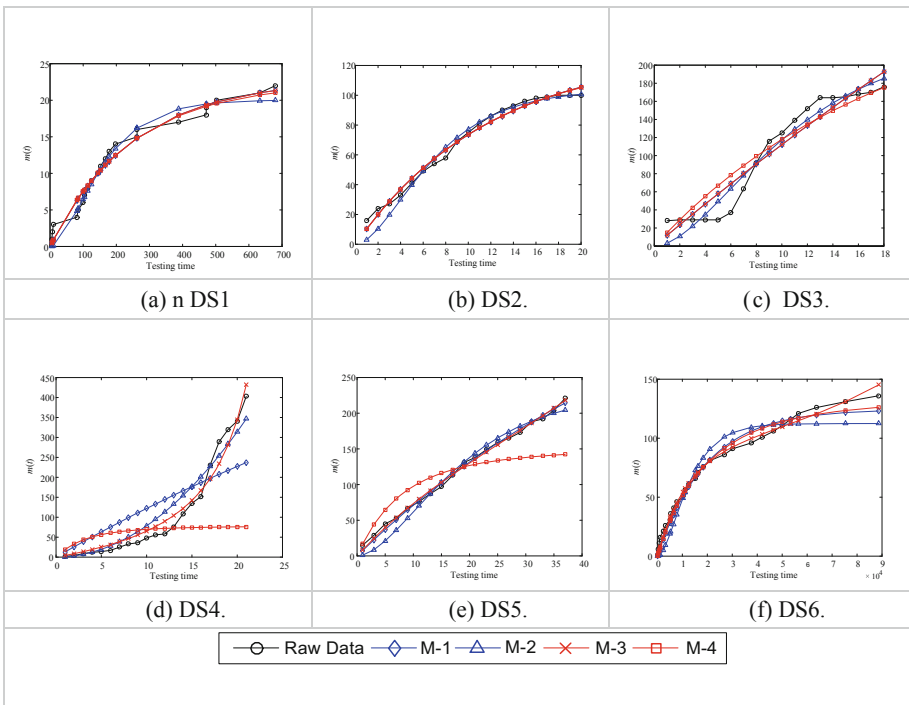 25
20
15
10
5
0
m(t)
0 100 200 300 400 500 600 700
Testing time
120
100
80
60
40
20
0
m(t)
0 2 4 6 8 10 12 14 16 18 20
Testing time
200
180
160
140
120
100
80
60
40
20
0
m(t)
0 2 4 6 8 10 12 14 16 18
Testing time
(a) n DS1
(b) DS2.
(c) DS3.
450
400
350
300
250
200
150
100
50
0
m(t)
0 5 10 15 20 25
Testing time
250
200
150
100
50
0
m(t)
0 5 10 15 20 25 30 35 40
Testing time
150
100
50
0
m(t)
0 1 2 3 4 5 6 7 8 9
Testing time
× 10⁴
(d) DS4.
(e) DS5.
(f) DS6.
Raw Data M-1 M-2 M-3 M-4